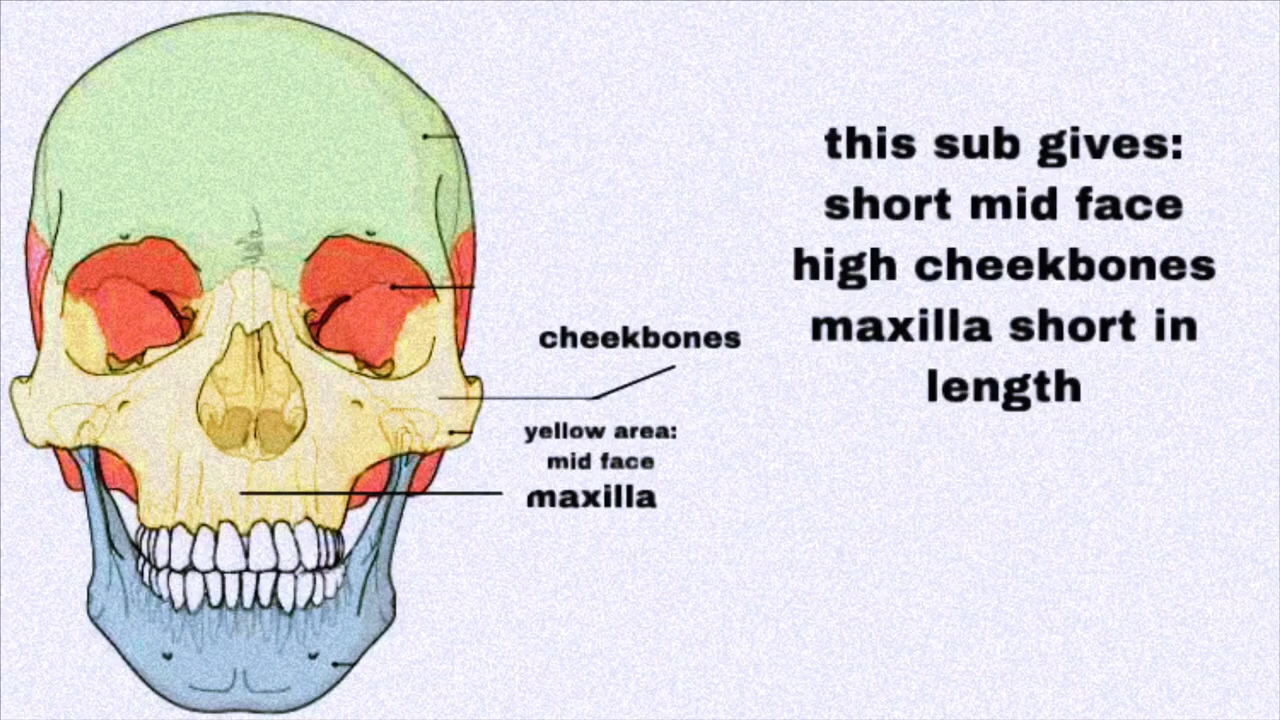 this sub gives:
short mid face
high cheekbones
maxilla short in
length
cheekbones
yellow area:
mid face
maxilla